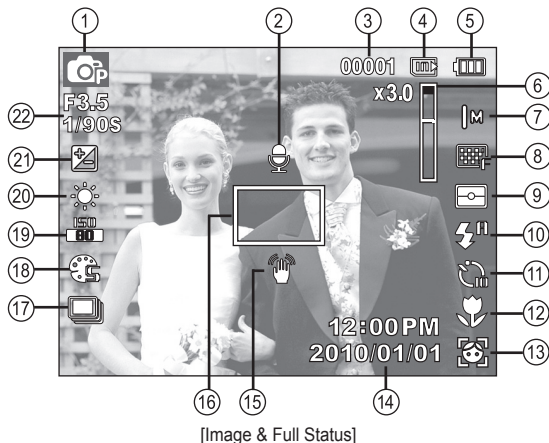 1 2 3 4 5
00001 in
P
x3.0 6
F3.5
22 1/90S
M 7
21 F 8
20 9
19 ISO 80
A 10
18 S 11
17 12
12:00PM
2010/01/01 13
16 15 14
[Image & Full Status]